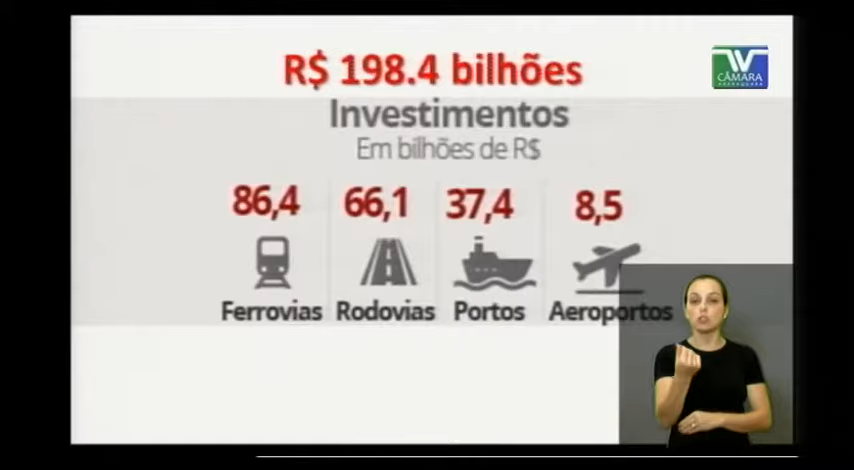 R$ 198.4 bilhões
TV
CÂMARA
ARARAQUARA
Investimentos
Em bilhões de R$
86,4 66,1 37,4 8,5
Ferrovias Rodovias Portos Aeroportos